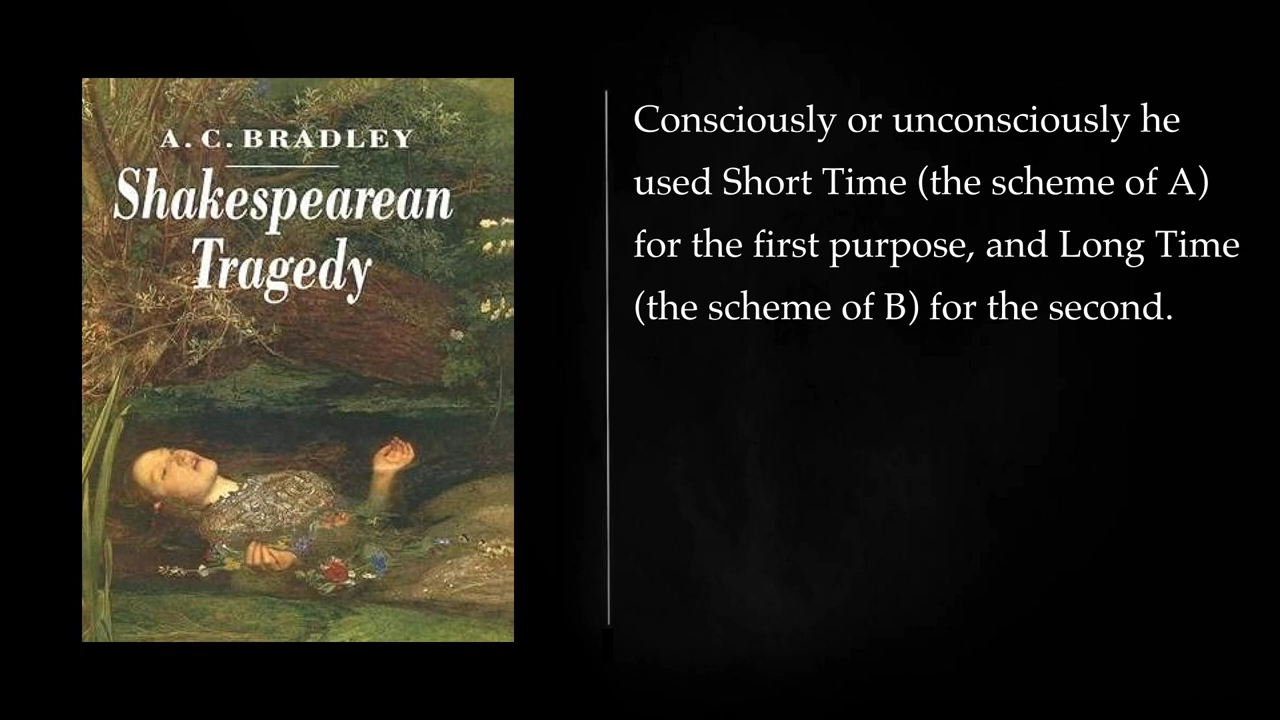 A. C. BRADLEY
Shakespearean
Tragedy
Consciously or unconsciously he
used Short Time (the scheme of A)
for the first purpose, and Long Time
(the scheme of B) for the second.